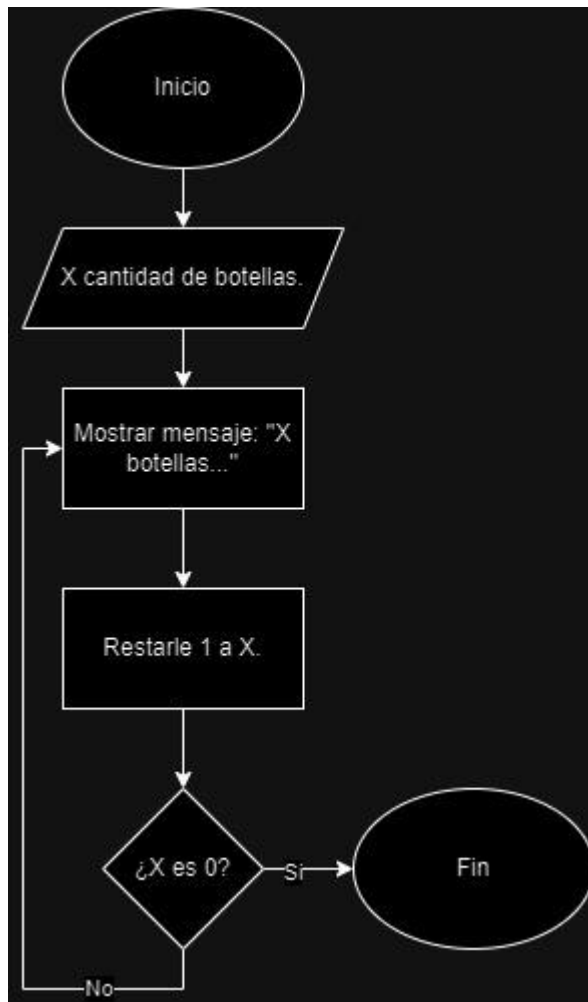 Inicio
X cantidad de botellas.
Mostrar mensaje: "X
botellas..."
Restarle 1 a X.
¿X es 0?
Si
Fin
No